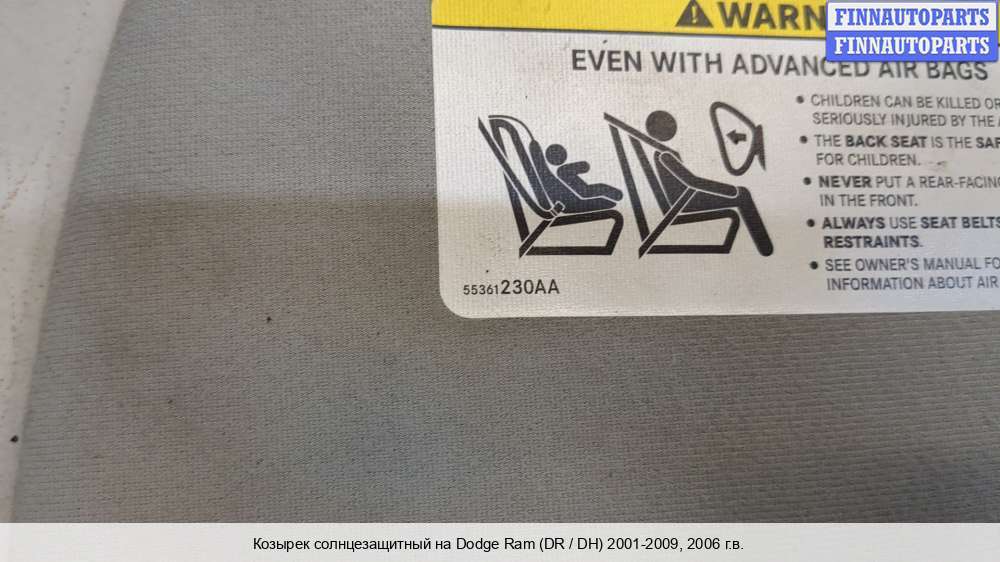 WARN
FINNAUTOPARTS
FINNAUTOPARTS
EVEN WITH ADVANCED AIR BAGS
• CHILDREN CAN BE KILLED OR
SERIOUSLY INJURED BY THE
• THE BACK SEAT IS THE SAF
FOR CHILDREN.
• NEVER PUT A REAR-FACING
IN THE FRONT.
• ALWAYS USE SEAT BELTS
RESTRAINTS.
• SEE OWNER'S MANUAL FO
INFORMATION ABOUT AIR
55361230AA
Козырек солнцезащитный на Dodge Ram (DR / DH) 2001-2009, 2006 г.в.